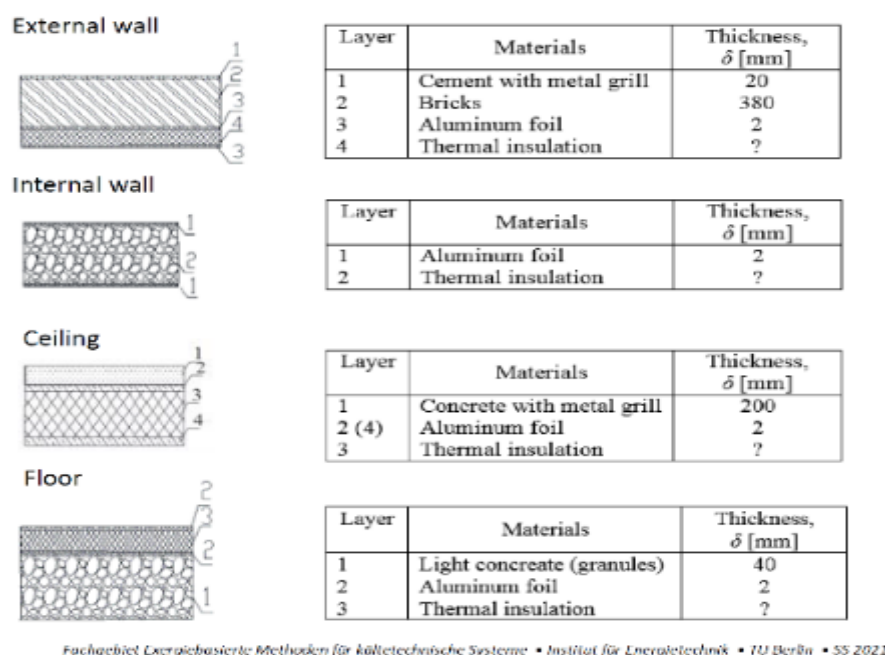 External wall
1
2
3
4
3
Layer Materials Thickness, δ [mm]
1 Cement with metal grill 20
2 Bricks 380
3 Aluminum foil 2
4 Thermal insulation ?
Internal wall
1
2
1
Layer Materials Thickness, δ [mm]
1 Aluminum foil 2
2 Thermal insulation ?
Ceiling
1
2
3
4
Layer Materials Thickness, δ [mm]
1 Concrete with metal grill 200
2 (4) Aluminum foil 2
3 Thermal insulation ?
Floor
2
3
2
1
Layer Materials Thickness, δ [mm]
1 Light concreate (granules) 40
2 Aluminum foil 2
3 Thermal insulation ?
Fachgebiet Exergiebasierte Methoden für kältetechnische Systeme • Institut für Energietechnik • TU Berlin • SS 2021